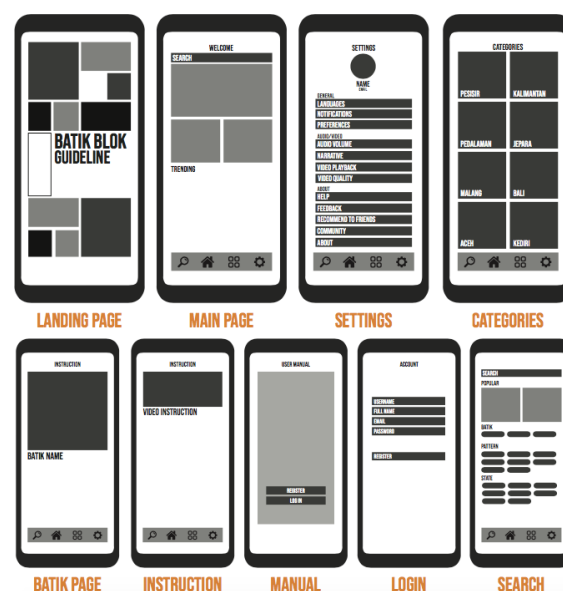 BATIK BLOK
GUIDELINE
LANDING PAGE
WELCOME
SEARCH
TRENDING
MAIN PAGE
SETTINGS
NAME
EMAIL
GENERAL
LANGUAGES
NOTIFICATIONS
PREFERENCES
AUDIO/VIDEO
AUDIO VOLUME
NARRATIVE
VIDEO PLAYBACK
VIDEO QUALITY
ABOUT
HELP
FEEDBACK
RECOMMEND TO FRIENDS
COMMUNITY
ABOUT
SETTINGS
CATEGORIES
PESISIR KALIMANTAN
PEDALAMAN JEPARA
MALANG BALI
ACEH KEDIRI
CATEGORIES
INSTRUCTION
BATIK NAME
BATIK PAGE
INSTRUCTION
VIDEO INSTRUCTION
INSTRUCTION
USER MANUAL
REGISTER
LOG IN
MANUAL
ACCOUNT
USERNAME
FULL NAME
EMAIL
PASSWORD
REGISTER
LOGIN
SEARCH
POPULAR
BATIK
PATTERN
STATE
SEARCH